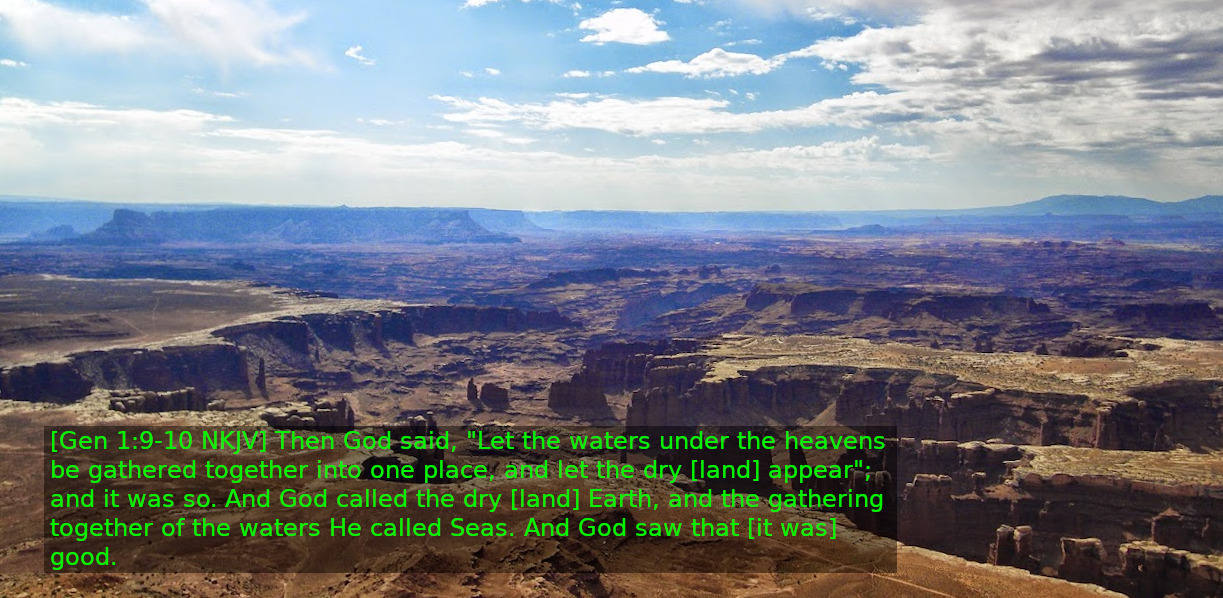 [Gen 1:9-10 NKJV] Then God said, "Let the waters under the heavens
be gathered together into one place, and let the dry [land] appear";
and it was so. And God called the dry [land] Earth, and the gathering
together of the waters He called Seas. And God saw that [it was]
good.